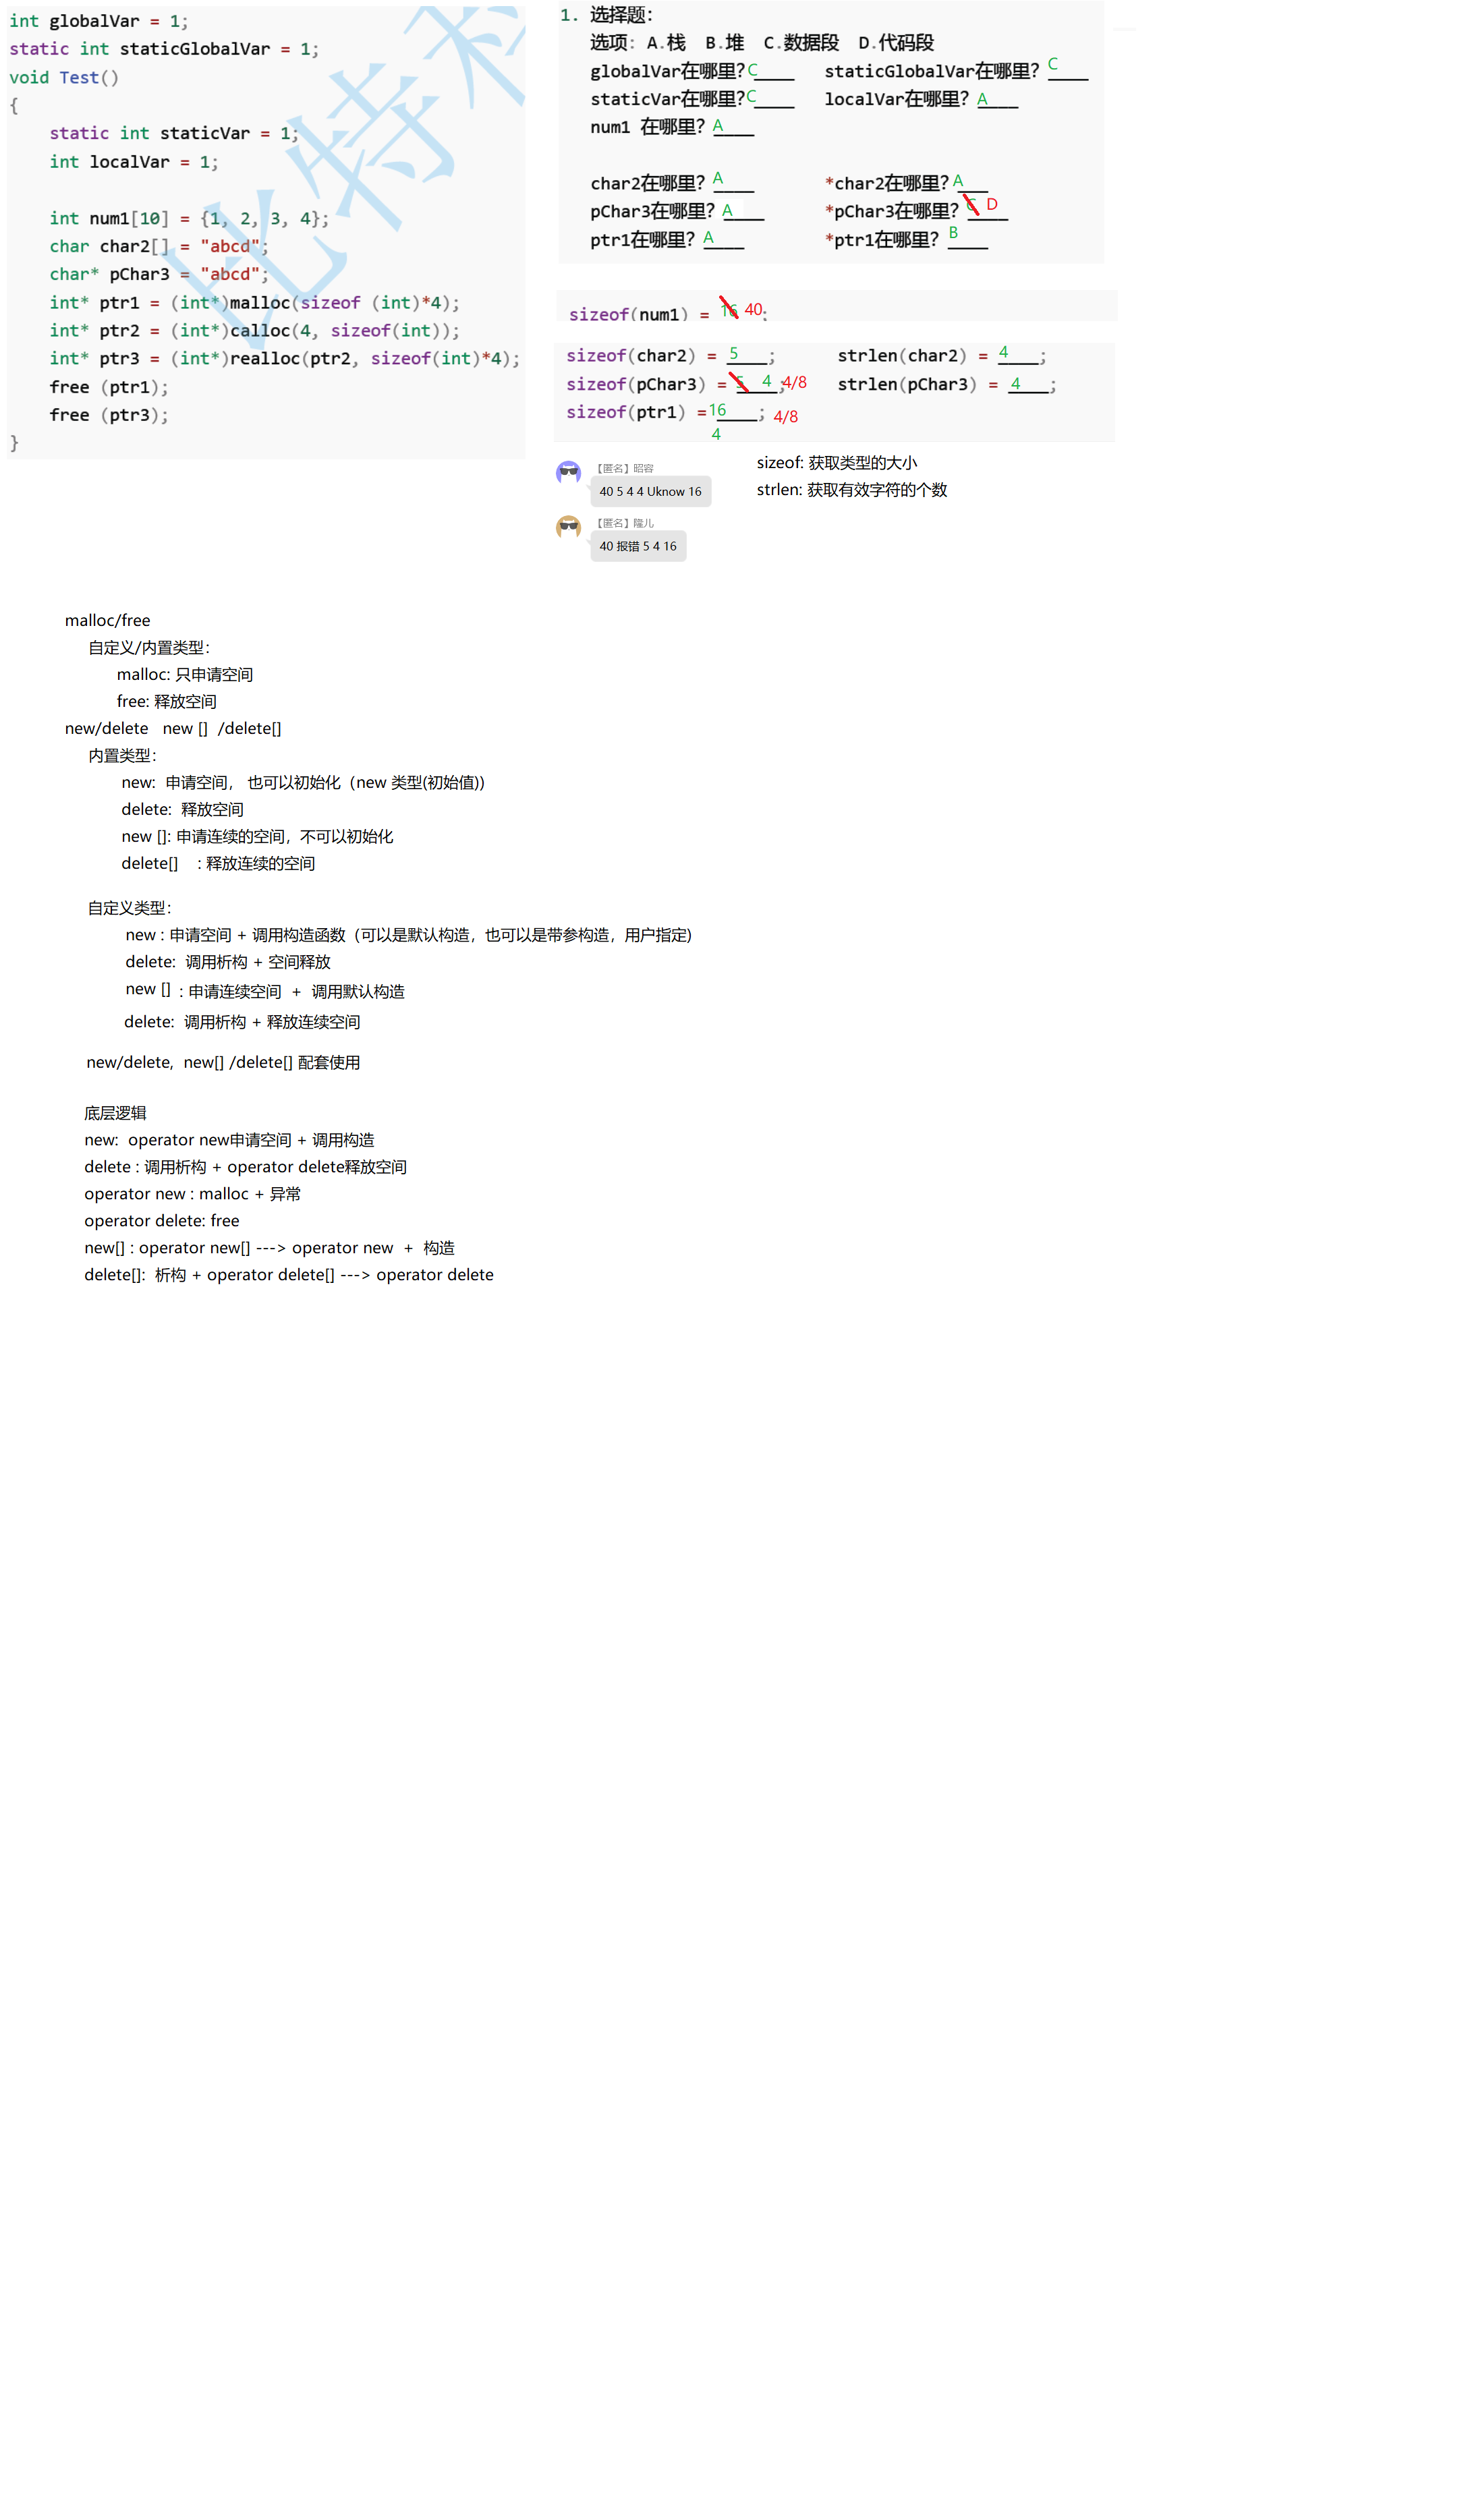 int globalVar = 1;
static int staticGlobalVar = 1;
void Test()
{
static int staticVar = 1;
int localVar = 1;
int num1[10] = {1, 2, 3, 4};
char char2[] = "abcd";
char* pChar3 = "abcd";
int* ptr1 = (int*)malloc(sizeof (int)*4);
int* ptr2 = (int*)calloc(4, sizeof(int));
int* ptr3 = (int*)realloc(ptr2, sizeof(int)*4);
free (ptr1);
free (ptr3);
}
比特科
1. 选择题:
选项: A.栈 B.堆 C.数据段 D.代码段
globalVar在哪里?C____ staticGlobalVar在哪里?C____
staticVar在哪里?C____ localVar在哪里?A____
num1 在哪里?A____
char2在哪里?A____ *char2在哪里?A___
pChar3在哪里?A____ *pChar3在哪里?C D____
ptr1在哪里?A____ *ptr1在哪里?B____
sizeof(num1) = 16 40;
sizeof(char2) = 5____; strlen(char2) = 4____;
sizeof(pChar3) = 5 4____; 4/8 strlen(pChar3) = 4____;
sizeof(ptr1) =16____; 4/8
4
【匿名】昭容
40 5 4 4 Uknow 16
【匿名】隆儿
40 报错 5 4 16
sizeof: 获取类型的大小
strlen: 获取有效字符的个数
malloc/free
自定义/内置类型:
malloc: 只申请空间
free: 释放空间
new/delete new [] /delete[]
内置类型:
new: 申请空间, 也可以初始化 (new 类型(初始值))
delete: 释放空间
new []: 申请连续的空间, 不可以初始化
delete[] : 释放连续的空间
自定义类型:
new : 申请空间 + 调用构造函数 (可以是默认构造, 也可以是带参构造, 用户指定)
delete: 调用析构 + 空间释放
new [] : 申请连续空间 + 调用默认构造
delete: 调用析构 + 释放连续空间
new/delete, new[] /delete[] 配套使用
底层逻辑
new: operator new申请空间 + 调用构造
delete : 调用析构 + operator delete释放空间
operator new : malloc + 异常
operator delete: free
new[] : operator new[] ---> operator new + 构造
delete[]: 析构 + operator delete[] ---> operator delete